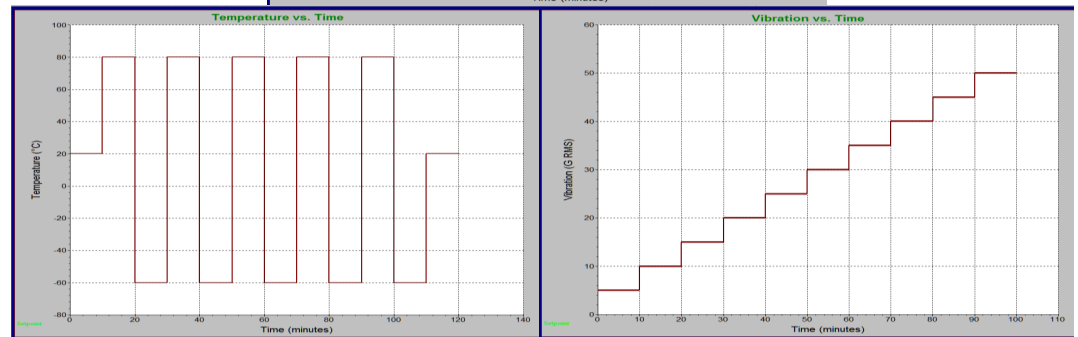 Temperature vs. Time
100
80
60
40
20
0
-20
-40
-60
-80
Temperature (°C)
0 20 40 60 80 100 120 140
Time (minutes)
Vibration vs. Time
60
50
40
30
20
10
0
Vibration (G RMS)
0 10 20 30 40 50 60 70 80 90 100 110
Time (minutes)